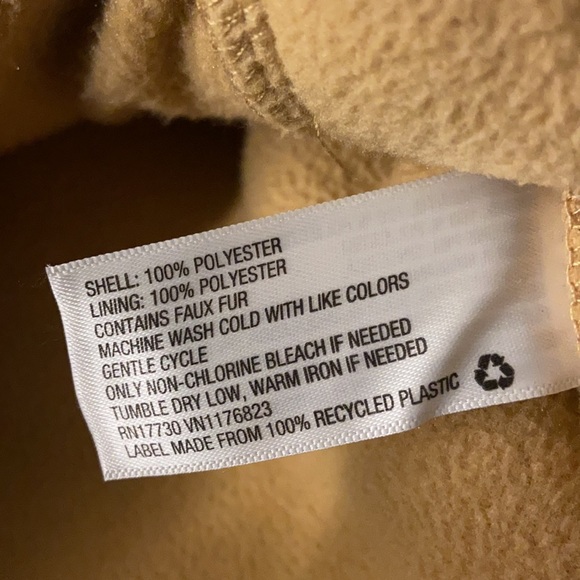 SHELL: 100% POLYESTER
LINING: 100% POLYESTER
CONTAINS FAUX FUR
MACHINE WASH COLD WITH LIKE COLORS
GENTLE CYCLE
ONLY NON-CHLORINE BLEACH IF NEEDED
TUMBLE DRY LOW, WARM IRON IF NEEDED
RN17730 VN1176823
LABEL MADE FROM 100% RECYCLED PLASTIC